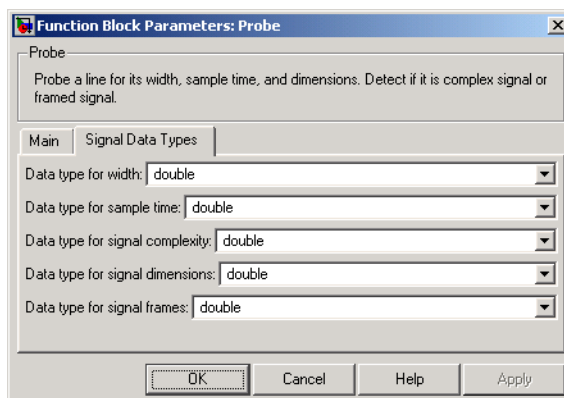 Function Block Parameters: Probe
Probe
Probe a line for its width, sample time, and dimensions. Detect if it is complex signal or
framed signal.
Main Signal Data Types
Data type for width: double
Data type for sample time: double
Data type for signal complexity: double
Data type for signal dimensions: double
Data type for signal frames: double
OK Cancel Help Apply